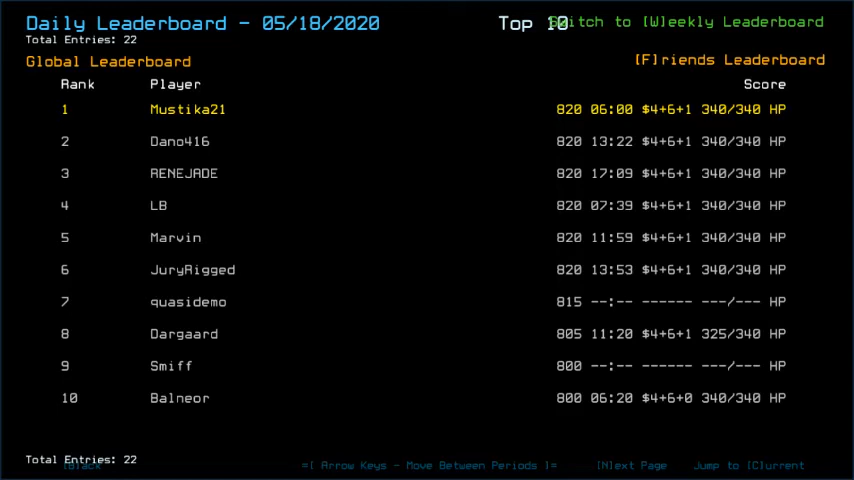 Daily Leaderboard - 05/18/2020 Top 10 Switch to [W]eekly Leaderboard
Total Entries: 22
Global Leaderboard [F]riends Leaderboard
Rank Player Score
1 Mustika21 820 06:00 $4+6+1 340/340 HP
2 Dano416 820 13:22 $4+6+1 340/340 HP
3 RENEJADE 820 17:09 $4+6+1 340/340 HP
4 LB 820 07:39 $4+6+1 340/340 HP
5 Marvin 820 11:59 $4+6+1 340/340 HP
6 JuryRigged 820 13:53 $4+6+1 340/340 HP
7 quasidemo 815 --:-- ------ ---/--- HP
8 Dargaard 805 11:20 $4+6+1 325/340 HP
9 Smiff 800 --:-- ------ ---/--- HP
10 Balneor 800 06:20 $4+6+0 340/340 HP
Total Entries: 22
[B]ack =[ Arrow Keys - Move Between Periods ]= [N]ext Page Jump to [C]urrent